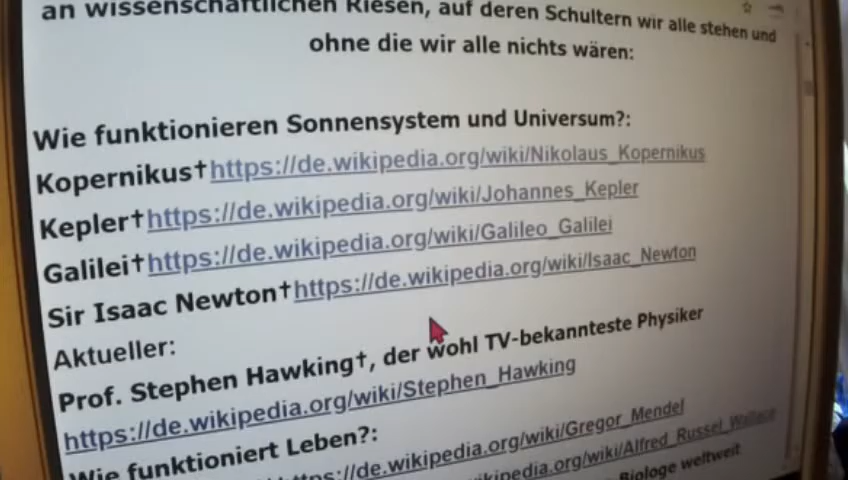 an wissenschaftlichen Riesen, auf deren Schultern wir alle stehen und
ohne die wir alle nichts wären:
Wie funktionieren Sonnensystem und Universum?:
Kopernikus†https://de.wikipedia.org/wiki/Nikolaus_Kopernikus
Kepler†https://de.wikipedia.org/wiki/Johannes_Kepler
Galilei†https://de.wikipedia.org/wiki/Galileo_Galilei
Sir Isaac Newton†https://de.wikipedia.org/wiki/Isaac_Newton
Aktueller:
Prof. Stephen Hawking†, der wohl TV-bekannteste Physiker
https://de.wikipedia.org/wiki/Stephen_Hawking
Wie funktioniert Leben?:
https://de.wikipedia.org/wiki/Gregor_Mendel
wikipedia.org/wiki/Alfred_Russel_Wallace
Biologe weltweit